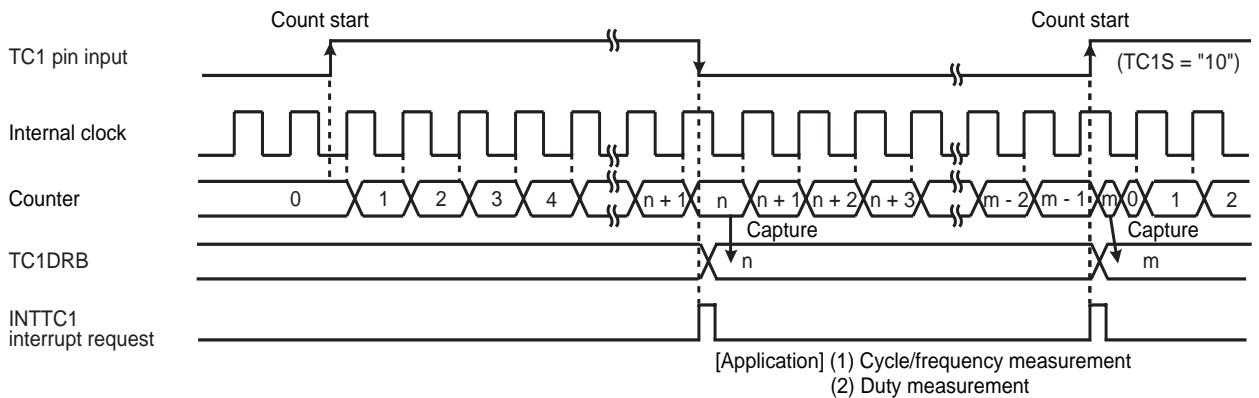 Count start Count start
TC1 pin input
(TC1S = "10")
Internal clock
Counter 0 1 2 3 4 n + 1 n n + 1 n + 2 n + 3 m - 2 m - 1 m 0 1 2
Capture Capture
TC1DRB n m
INTTC1
interrupt request
[Application] (1) Cycle/frequency measurement
(2) Duty measurement